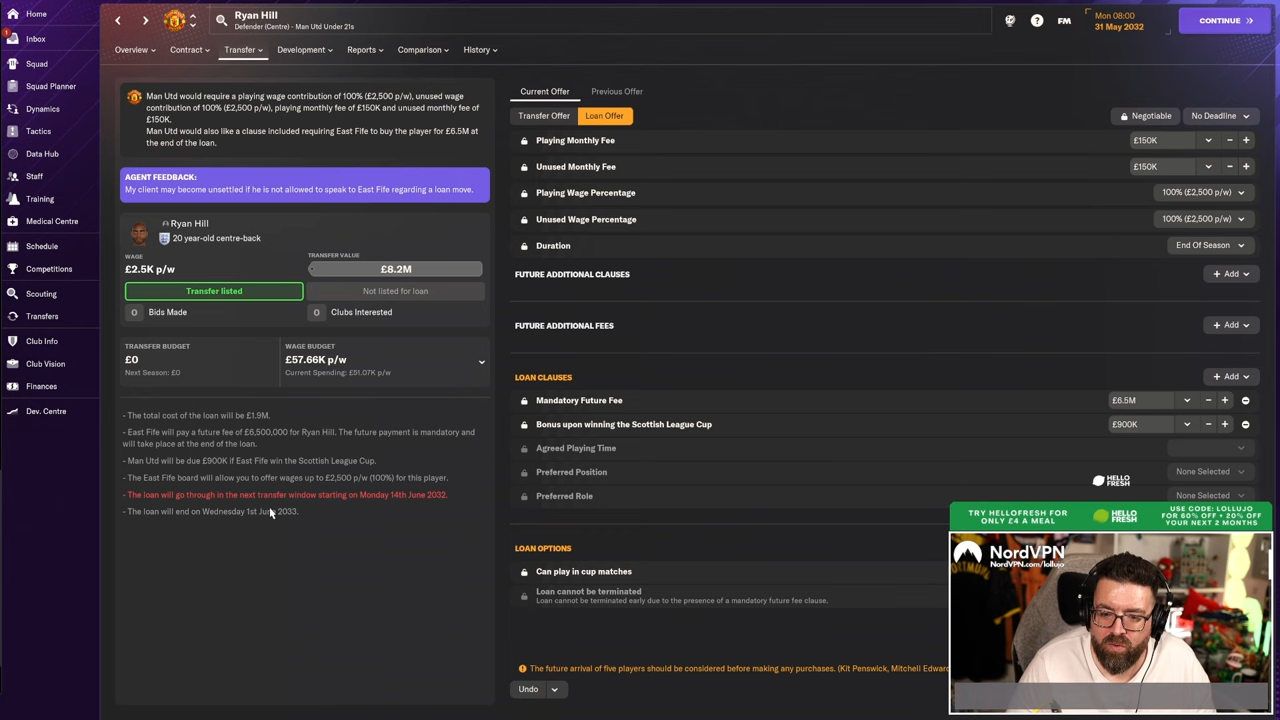 Home
1
Inbox
Squad
Squad Planner
Dynamics
Tactics
Data Hub
Staff
Training
Medical Centre
Schedule
Competitions
Scouting
Transfers
Club Info
Club Vision
Finances
Dev. Centre
Ryan Hill
Defender (Centre) - Man Utd Under 21s
?
FM
Mon 08:00
31 May 2032
CONTINUE
Overview
Contract
Transfer
Development
Reports
Comparison
History
Man Utd would require a playing wage contribution of 100% (£2,500 p/w), unused wage
contribution of 100% (£2,500 p/w), playing monthly fee of £150K and unused monthly fee of
£150K.
Man Utd would also like a clause included requiring East Fife to buy the player for £6.5M at
the end of the loan.
AGENT FEEDBACK:
My client may become unsettled if he is not allowed to speak to East Fife regarding a loan move.
Ryan Hill
20 year-old centre-back
WAGE
£2.5K p/w
TRANSFER VALUE
£8.2M
Transfer listed
Not listed for loan
0 Bids Made
0 Clubs Interested
TRANSFER BUDGET
£0
Next Season: £0
WAGE BUDGET
£57.66K p/w
Current Spending: £51.07K p/w
- The total cost of the loan will be £1.9M.
- East Fife will pay a future fee of £6,500,000 for Ryan Hill. The future payment is mandatory and
will take place at the end of the loan.
- Man Utd will be due £900K if East Fife win the Scottish League Cup.
- The East Fife board will allow you to offer wages up to £2,500 p/w (100%) for this player.
- The loan will go through in the next transfer window starting on Monday 14th June 2032.
- The loan will end on Wednesday 1st June 2033.
Current Offer
Previous Offer
Transfer Offer
Loan Offer
Negotiable
No Deadline
Playing Monthly Fee
£150K
Unused Monthly Fee
£150K
Playing Wage Percentage
100% (£2,500 p/w)
Unused Wage Percentage
100% (£2,500 p/w)
Duration
End Of Season
FUTURE ADDITIONAL CLAUSES
+ Add
FUTURE ADDITIONAL FEES
+ Add
LOAN CLAUSES
+ Add
Mandatory Future Fee
£6.5M
Bonus upon winning the Scottish League Cup
£900K
Agreed Playing Time
Preferred Position
None Selected
Preferred Role
None Selected
LOAN OPTIONS
Can play in cup matches
Loan cannot be terminated
Loan cannot be terminated early due to the presence of a mandatory future fee clause.
The future arrival of five players should be considered before making any purchases. (Kit Penswick, Mitchell Edward
Undo
HELLO
FRESH
TRY HELLOFRESH FOR
ONLY £4 A MEAL
HELLO
FRESH
USE CODE: LOLLUJO
FOR 60% OFF + 20% OFF
YOUR NEXT 2 MONTHS
NordVPN
NordVPN.com/lollujo